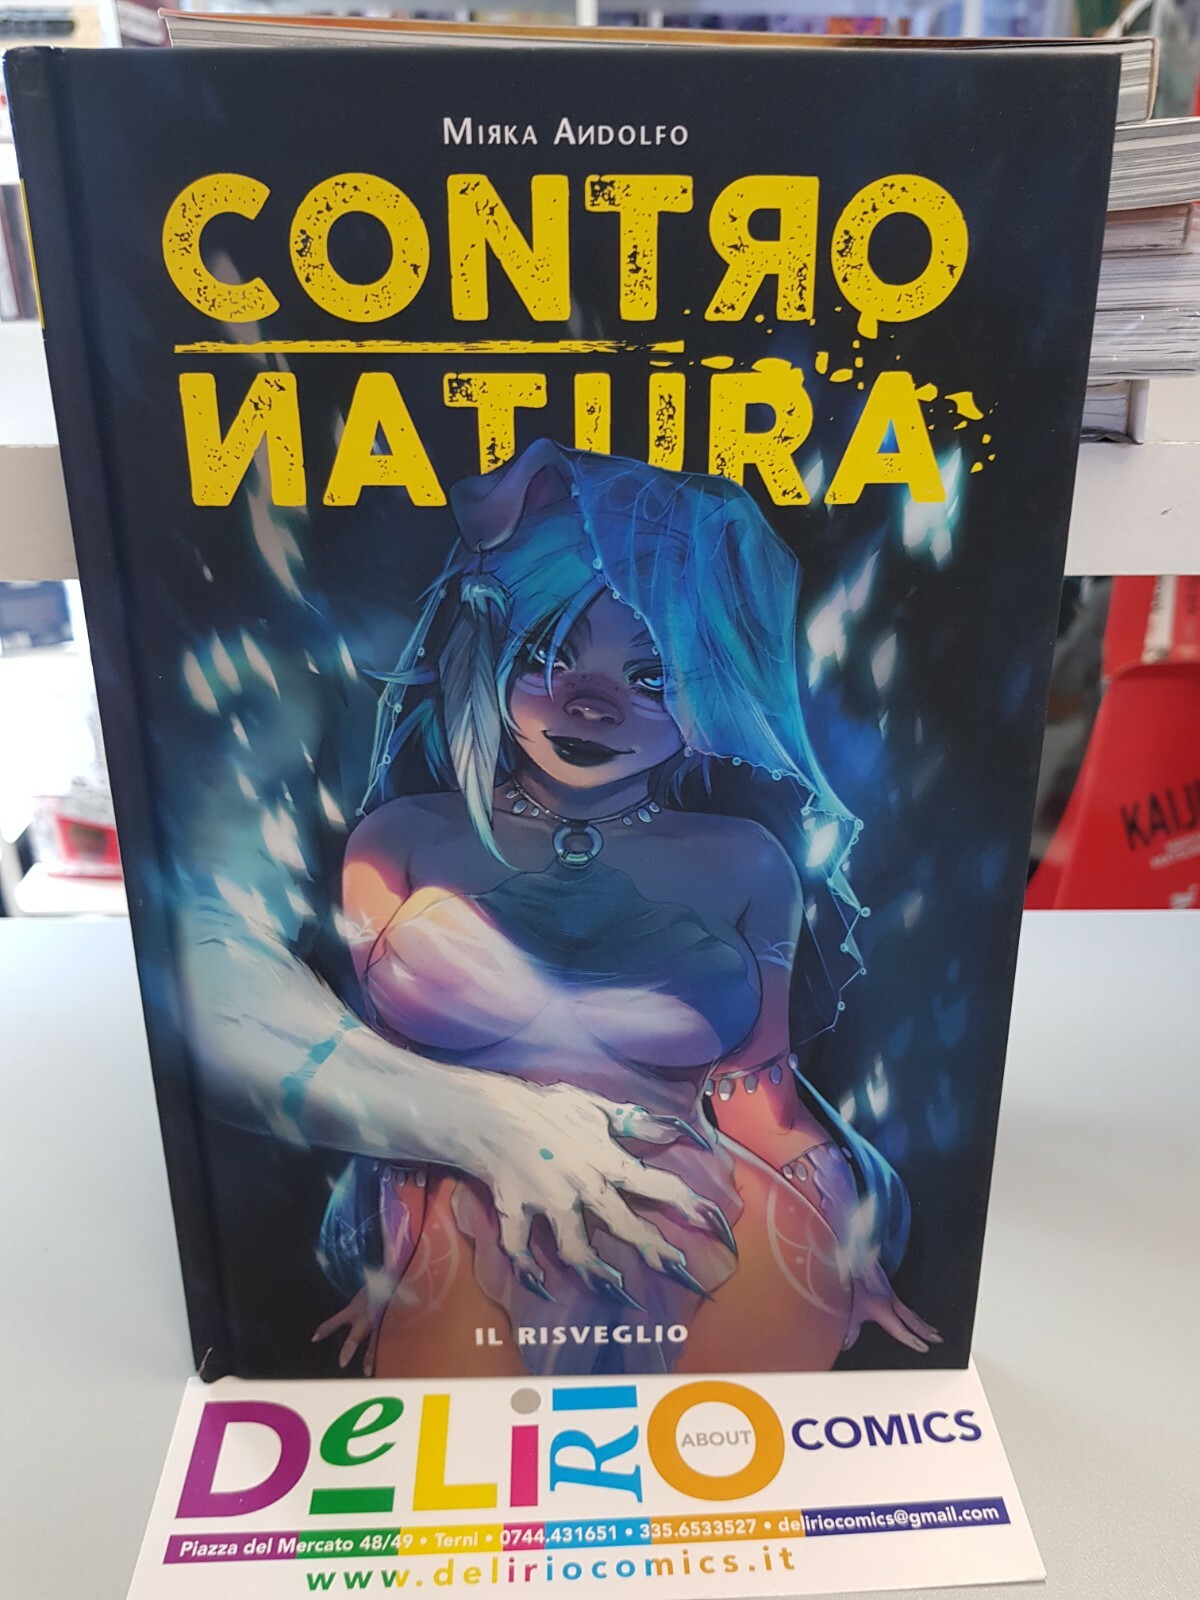 MIRKA ANDOLFO
CONTRO
NATURA
IL RISVEGLIO
KAIJ
DeLiRIO ABOUT COMICS
Piazza del Mercato 48/49 • Terni • 0744.431651 • 335.6533527 • deliriocomics@gmail.com
www.deliriocomics.it